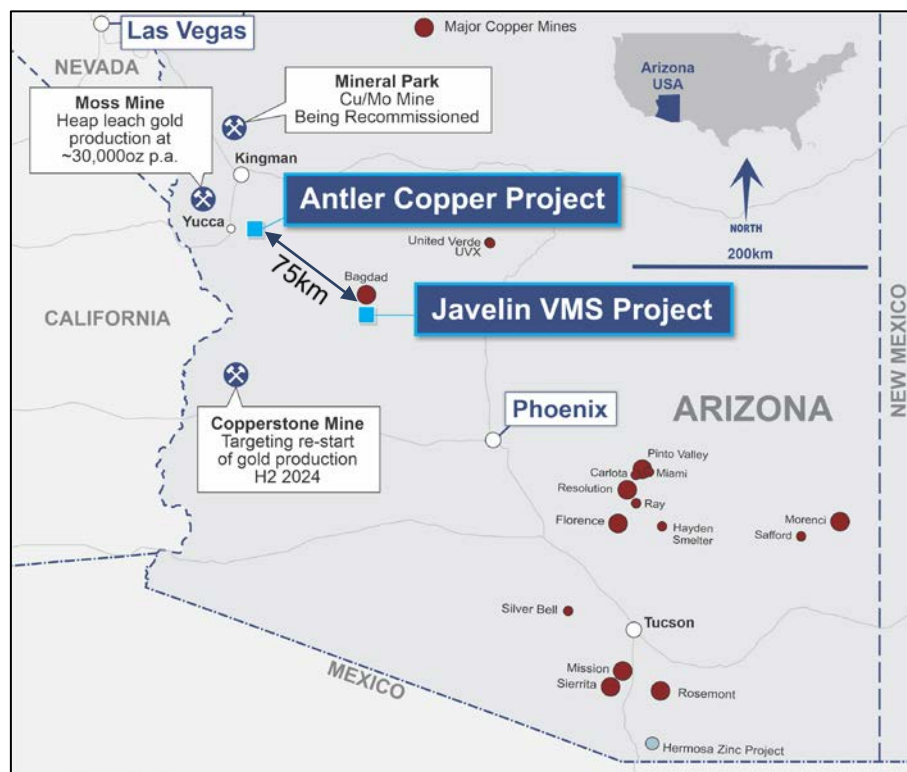 Las Vegas
Major Copper Mines
NEVADA
Arizona
USA
Mineral Park
Cu/Mo Mine
Being Recommissioned
Moss Mine
Heap leach gold
production at
~30,000oz p.a.
Kingman
Antler Copper Project
Yucca
NORTH
200km
United Verde
UVX
75km
Bagdad
Javelin VMS Project
CALIFORNIA
NEW MEXICO
Copperstone Mine
Targeting re-start
of gold production
H2 2024
Phoenix
ARIZONA
Pinto Valley
Carlota
Miami
Resolution
Ray
Florence
Hayden
Smelter
Morenci
Safford
Silver Bell
Tucson
MEXICO
Mission
Sierrita
Rosemont
Hermosa Zinc Project